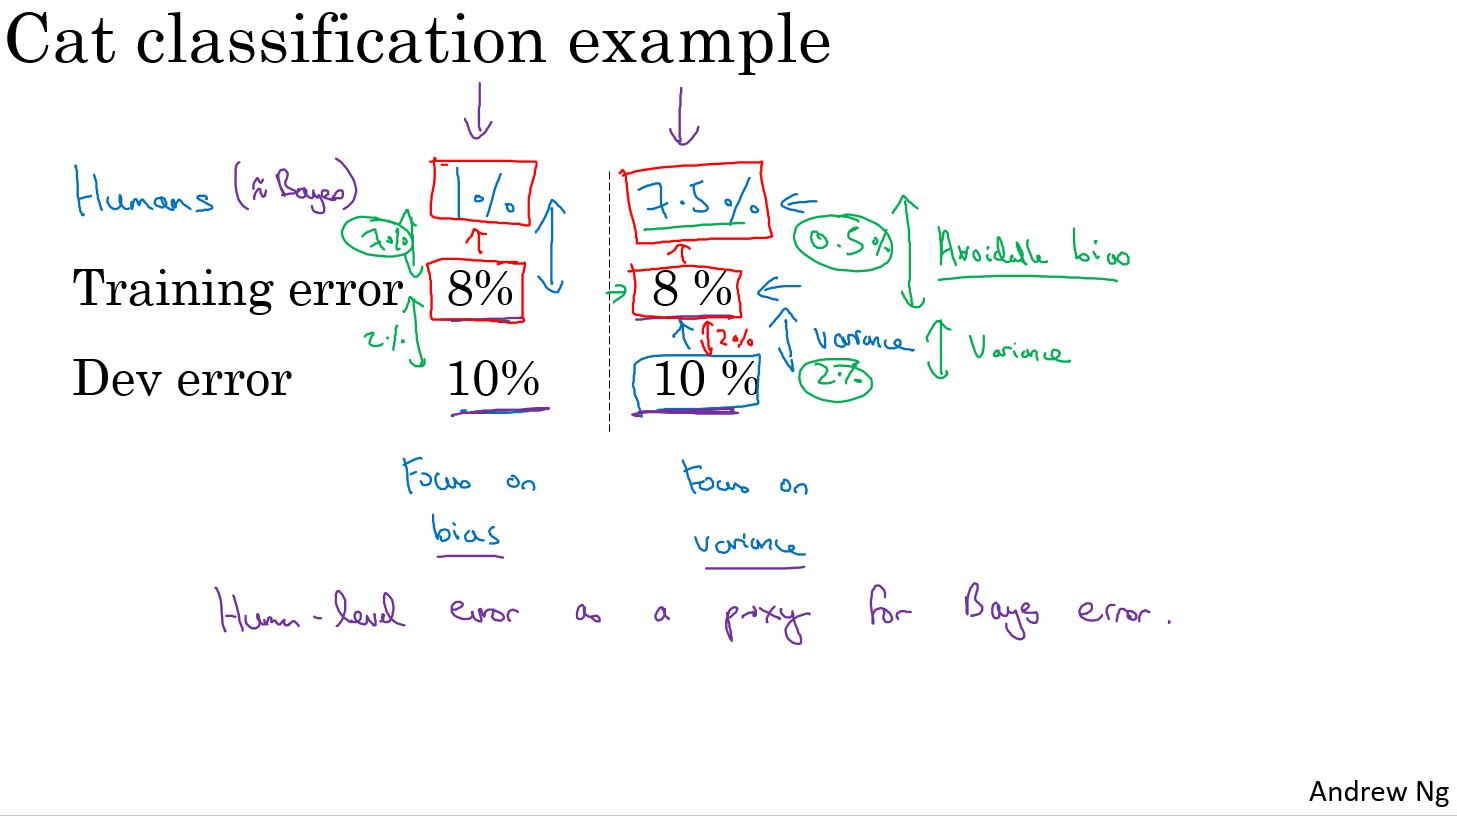 Cat classification example
Humans (≈ Bayes) 1% 7.5%
7% 0.5% Avoidable bias
Training error 8% 8 %
2% 2% variance Variance
Dev error 10% 10 % 2%
Focus on Focus on
bias variance
Human-level error as a proxy for Bayes error.
Andrew Ng